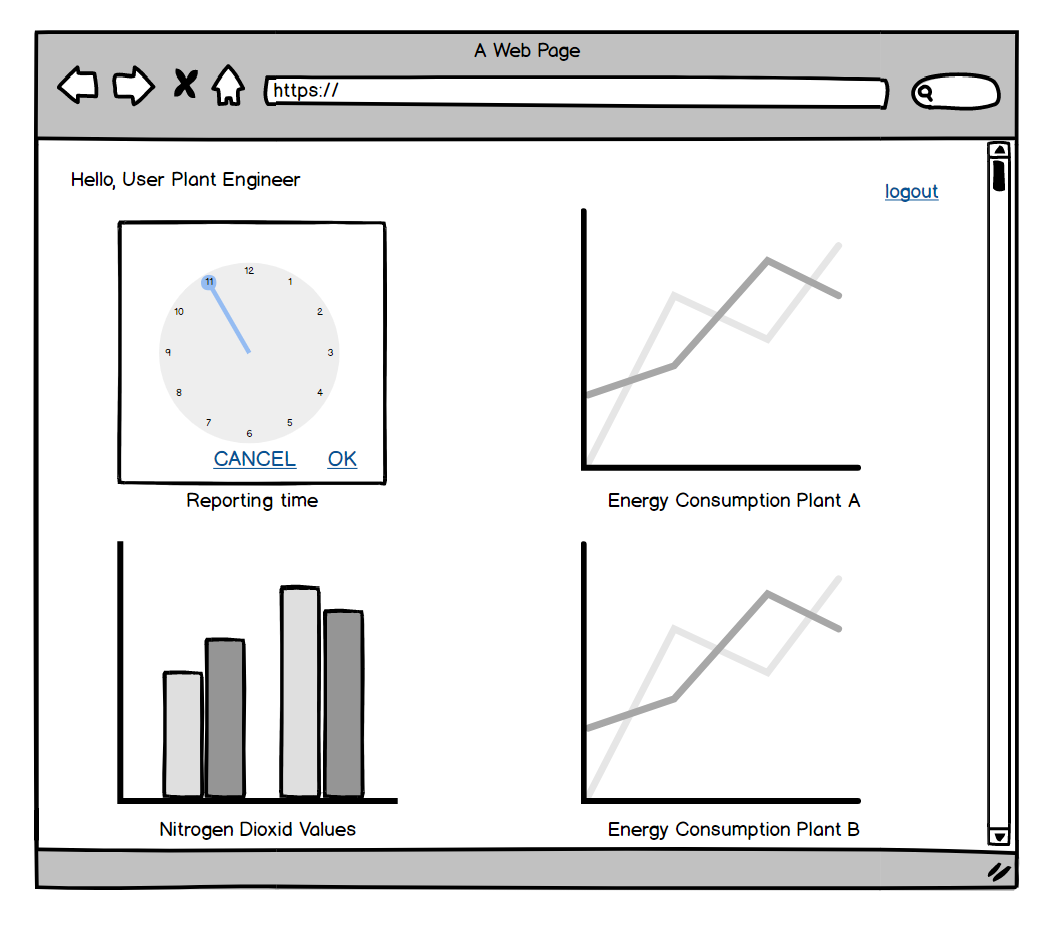 A Web Page
https://
Hello, User Plant Engineer
logout
12
11
1
10
2
9
3
8
4
7
5
6
CANCEL OK
Reporting time
Energy Consumption Plant A
Nitrogen Dioxid Values
Energy Consumption Plant B